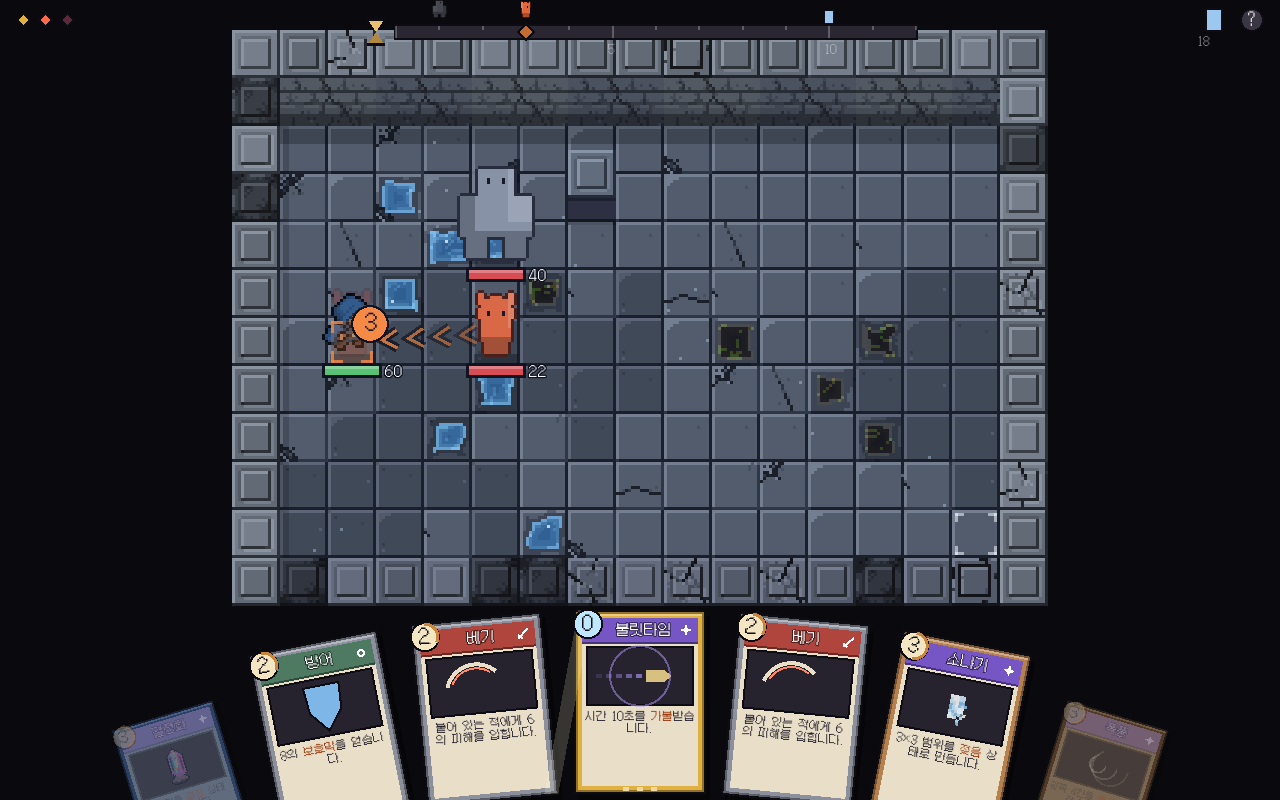 5
10
?
18
40
3
60
22
2
방어
8의 보호막을 얻습니
다.
2
베기
붙어 있는 적에게 6
의 피해를 입힙니다.
0
불릿타임
시간 10초를 가불받습
니다.
2
베기
붙어 있는 적에게 6
의 피해를 입힙니다.
3
소나기
3×3 범위를 젖음 상
태로 만듭니다.
3
3